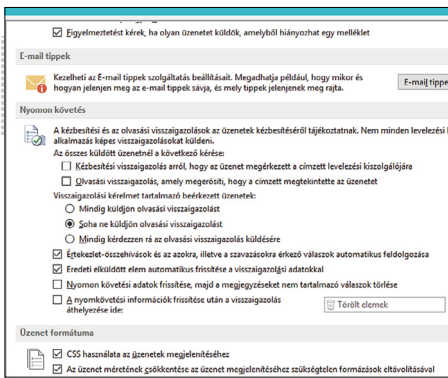 Figyelmeztetést kérek, ha olyan üzenetet küldök, amelyből hiányozhat egy melléklet
E-mail tippek
Kezelheti az E-mail tippek szolgáltatás beállításait. Megadhatja például, hogy mikor és
hogyan jelenjen meg az e-mail tippek sávja, és mely tippek jelenjenek meg rajta.
E-mail tippe
Nyomon követés
A kézbesítési és az olvasási visszaigazolások az üzenetek kézbesítéséről tájékoztatnak. Nem minden levelezési
alkalmazás képes visszaigazolásokat küldeni.
Az összes küldött üzenetnél a következő kérése:
Kézbesítési visszaigazolás arról, hogy az üzenet megérkezett a címzett levelezési kiszolgálójára
Olvasási visszaigazolás, amely megerősíti, hogy a címzett megtekintette az üzenetet
Visszaigazolási kérelmet tartalmazó beérkezett üzenetek:
Mindig küldjön olvasási visszaigazolást
Soha ne küldjön olvasási visszaigazolást
Mindig kérdezzen rá az olvasási visszaigazolás küldésére
Értekezlet-összehívások és az azokra, illetve a szavazásokra érkező válaszok automatikus feldolgozása
Eredeti elküldött elem automatikus frissítése a visszaigazolási adatokkal
Nyomon követési adatok frissítése, majd a megjegyzéseket nem tartalmazó válaszok törlése
A nyomkövetési információk frissítése után a visszaigazolás
áthelyezése ide:
Törölt elemek
Üzenet formátuma
CSS használata az üzenetek megjelenítéséhez
Az üzenet méretének csökkentése az üzenet megjelenítéséhez szükségtelen formázások eltávolításával